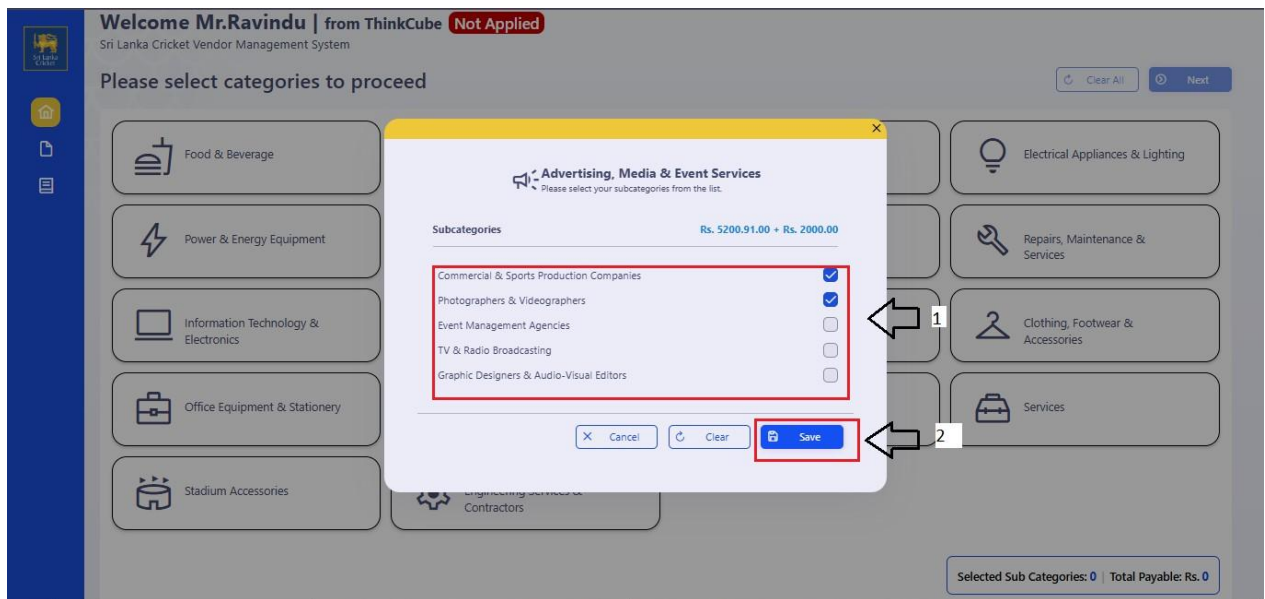 Welcome Mr.Ravindu | from ThinkCube Not Applied
Sri Lanka Cricket Vendor Management System
Sri Lanka
Cricket
Please select categories to proceed
Clear All
Next
Food & Beverage
Electrical Appliances & Lighting
Power & Energy Equipment
Repairs, Maintenance &
Services
Information Technology &
Electronics
Clothing, Footwear &
Accessories
Office Equipment & Stationery
Services
Stadium Accessories
Engineering Services &
Contractors
×
Advertising, Media & Event Services
Please select your subcategories from the list.
Subcategories Rs. 5200.91.00 + Rs. 2000.00
Commercial & Sports Production Companies
Photographers & Videographers
Event Management Agencies
TV & Radio Broadcasting
Graphic Designers & Audio-Visual Editors
1
× Cancel
Clear
Save
2
Selected Sub Categories: 0 | Total Payable: Rs. 0